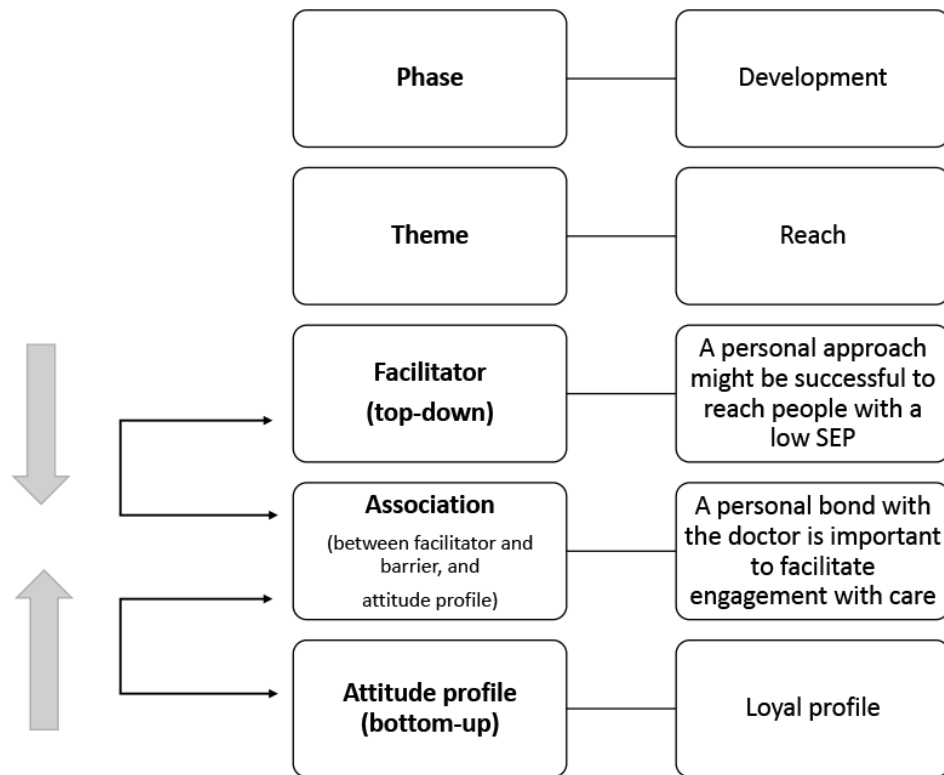 Phase
Development
Theme
Reach
Facilitator
(top-down)
A personal approach
might be successful to
reach people with a
low SEP
Association
(between facilitator and
barrier, and
attitude profile)
A personal bond with
the doctor is important
to facilitate
engagement with care
Attitude profile
(bottom-up)
Loyal profile